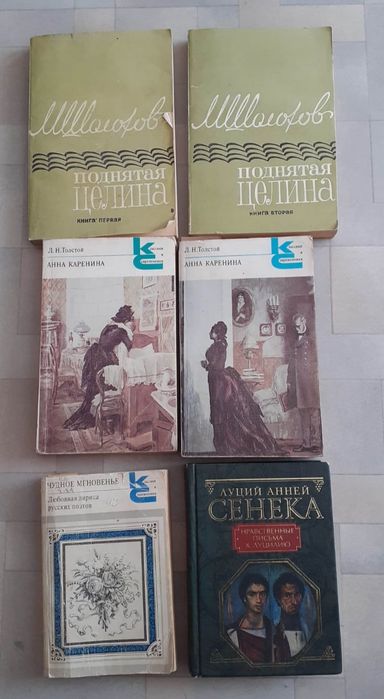 М Шолохов
ПОДНЯТАЯ
ЦЕЛИНА
КНИГА ПЕРВАЯ
М Шолохов
ПОДНЯТАЯ
ЦЕЛИНА
КНИГА ВТОРАЯ
Л. Н. Толстой
АННА КАРЕНИНА
Л. Н. Толстой
АННА КАРЕНИНА
ЧУДНОЕ МГНОВЕНЬЕ
Любовная лирика
русских поэтов
ЛУЦИЙ АННЕЙ
СЕНЕКА
НРАВСТВЕННЫЕ
ПИСЬМА
К ЛУЦИЛИЮ